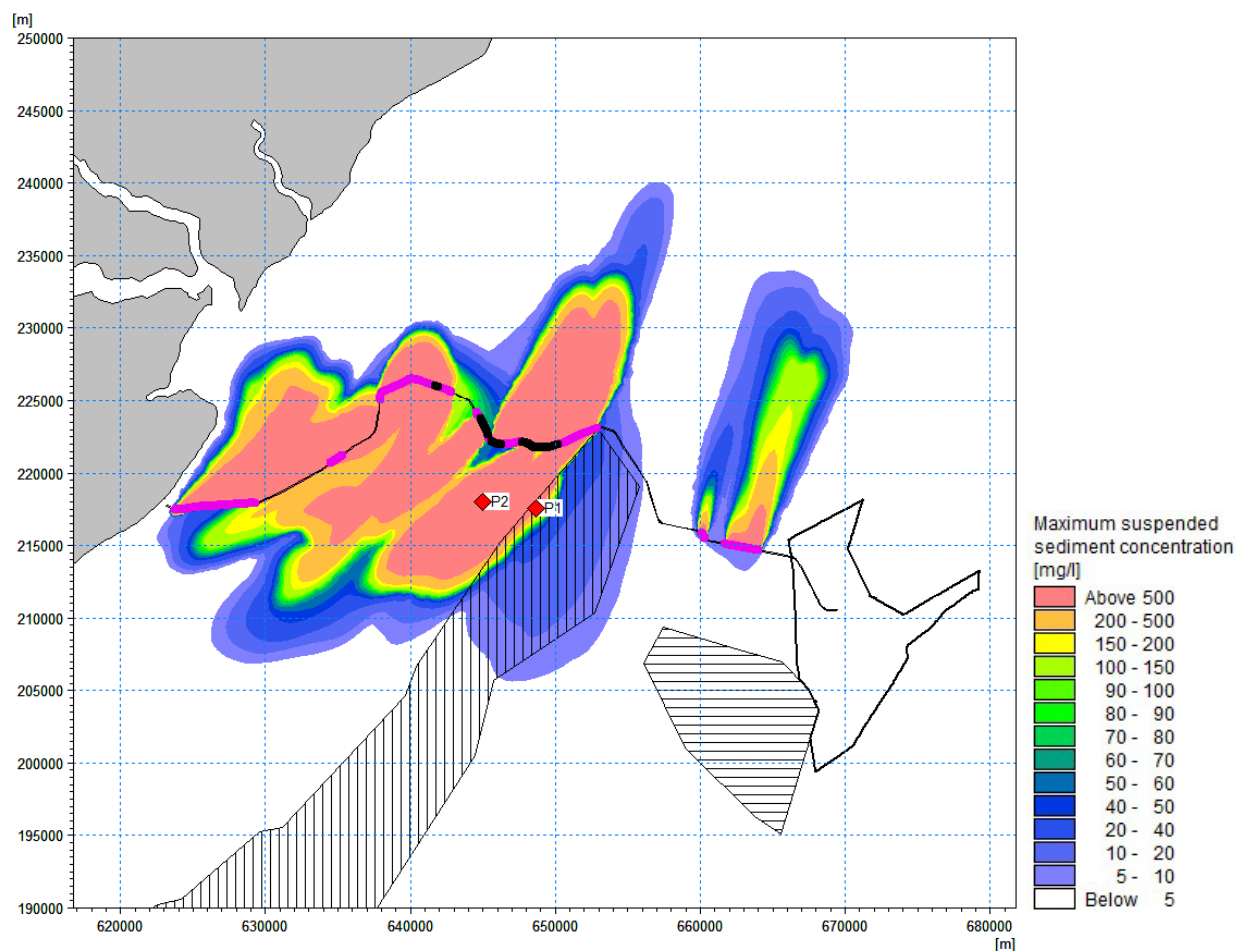 [m]
250000
245000
240000
235000
230000
225000
220000
215000
210000
205000
200000
195000
190000
620000 630000 640000 650000 660000 670000 680000
[m]
P2
P1
Maximum suspended
sediment concentration
[mg/l]
Above 500
200 - 500
150 - 200
100 - 150
90 - 100
80 - 90
70 - 80
60 - 70
50 - 60
40 - 50
20 - 40
10 - 20
5 - 10
Below 5